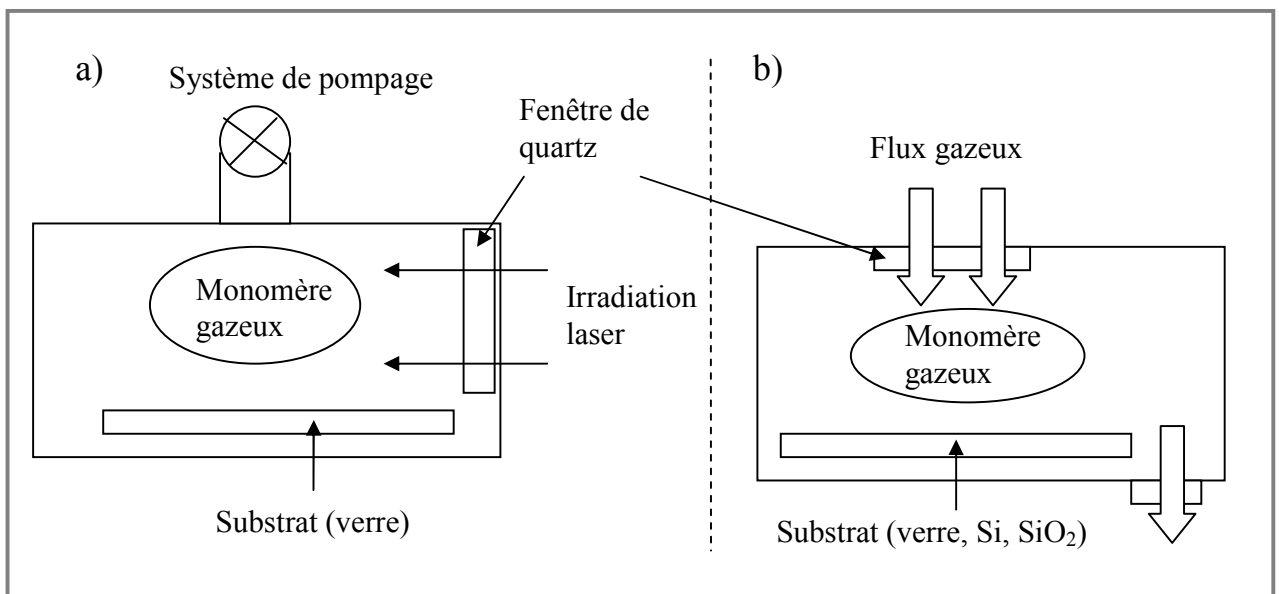 a)
Système de pompage
Fenêtre de
quartz
Monomère
gazeux
Irradiation
laser
Substrat (verre)
b)
Flux gazeux
Monomère
gazeux
Substrat (verre, Si, SiO₂)